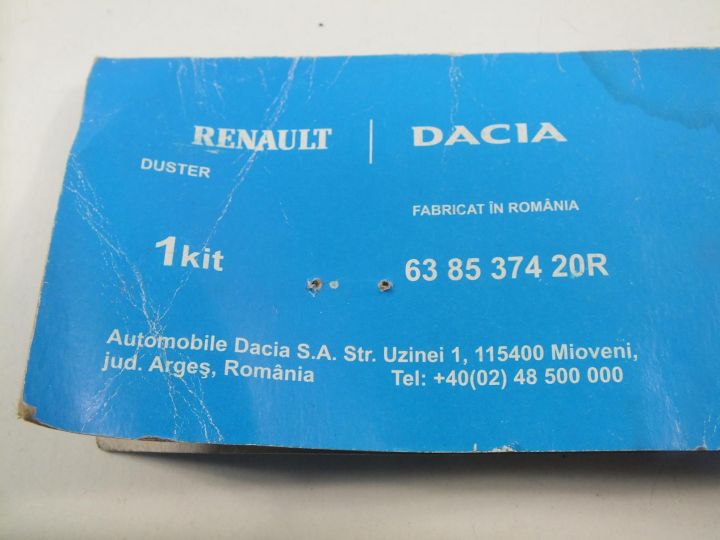 RENAULT | DACIA
DUSTER
FABRICAT ÎN ROMÂNIA
1kit
63 85 374 20R
Automobile Dacia S.A. Str. Uzinei 1, 115400 Mioveni,
jud. Argeş, România Tel: +40(02) 48 500 000